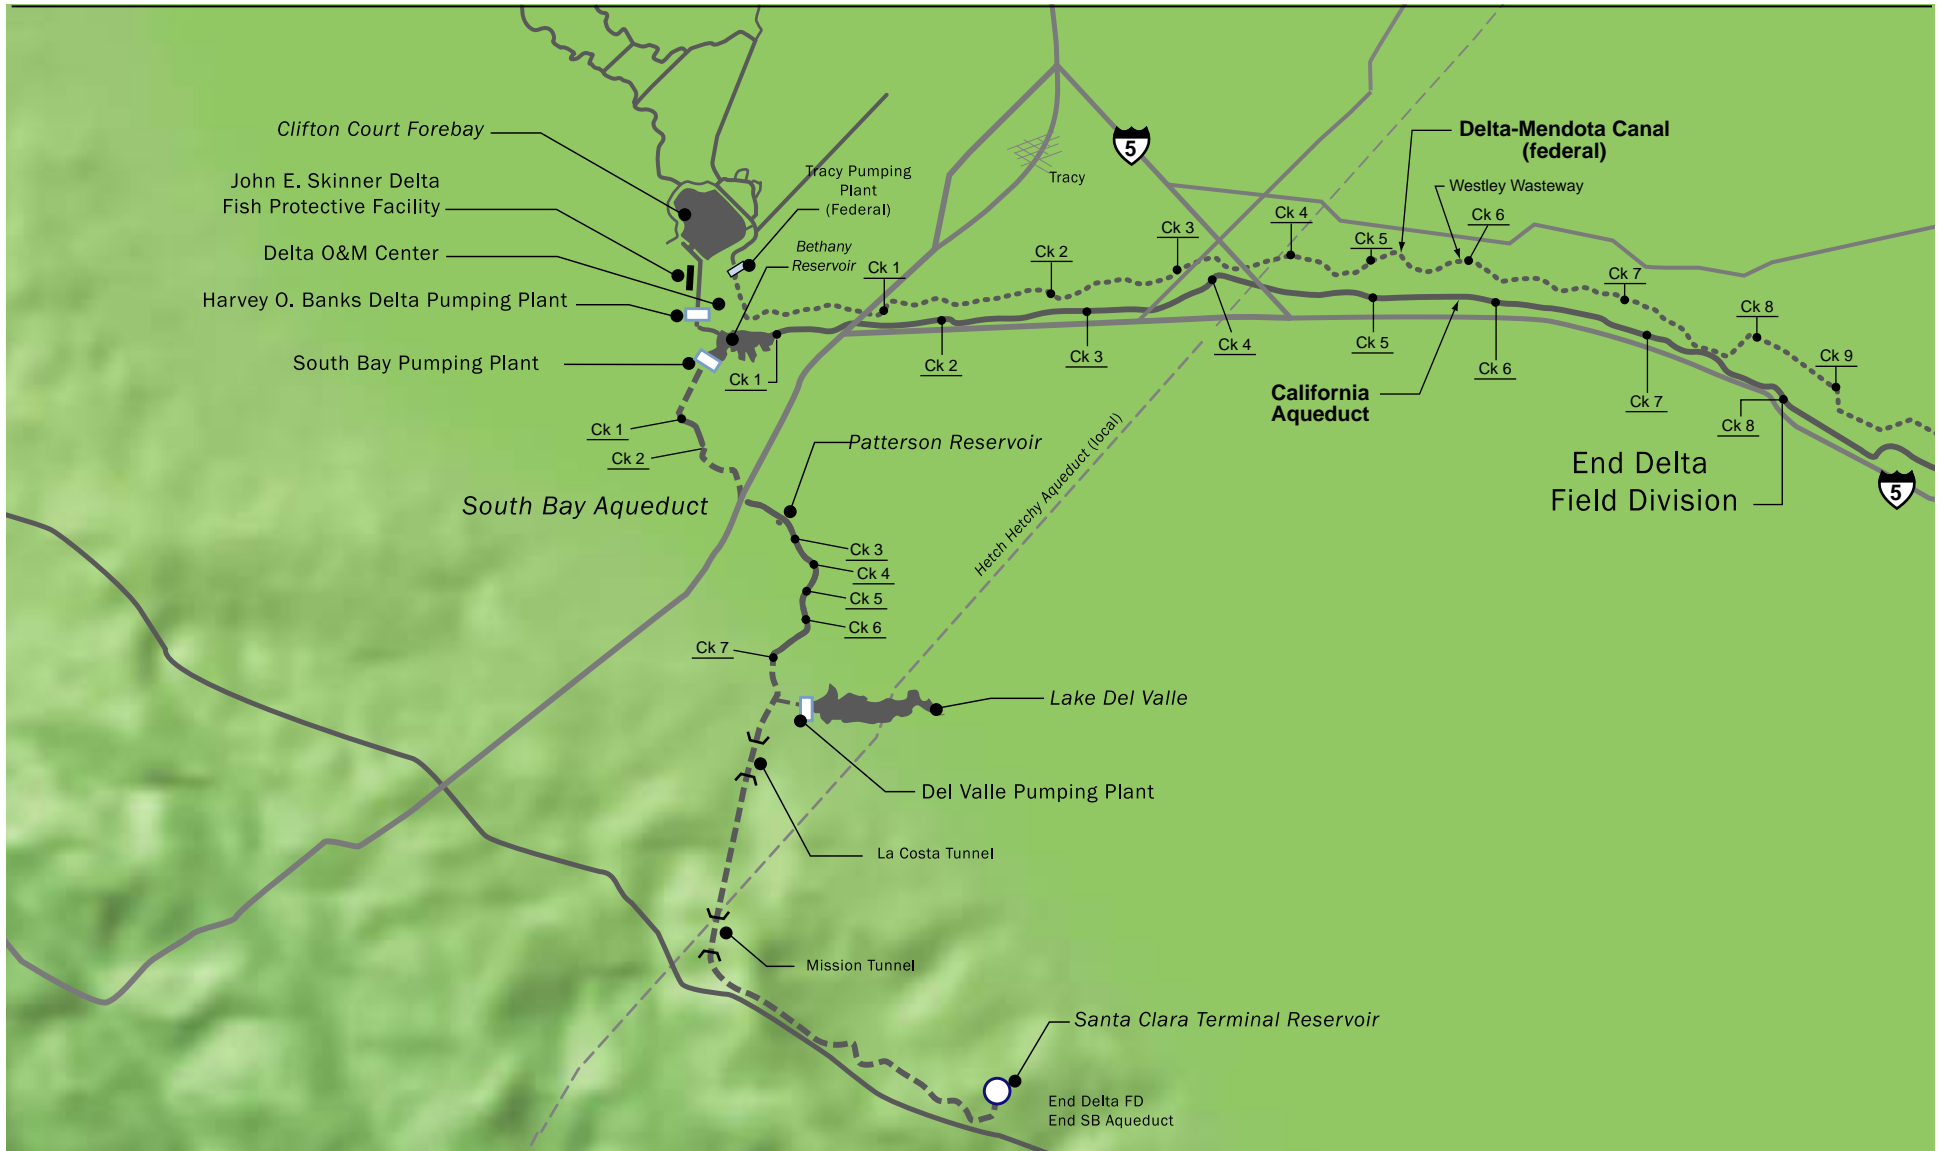 Clifton Court Forebay
John E. Skinner Delta
Fish Protective Facility
Delta O&M Center
Harvey O. Banks Delta Pumping Plant
South Bay Pumping Plant
Tracy Pumping
Plant
(Federal)
Bethany
Reservoir
Tracy
5
Delta-Mendota Canal
(federal)
Westley Wasteway
Ck 1
Ck 2
Ck 3
Ck 4
Ck 5
Ck 6
Ck 7
Ck 8
Ck 9
Ck 1
Ck 2
Ck 3
Ck 4
Ck 5
Ck 6
Ck 7
Ck 8
California
Aqueduct
End Delta
Field Division
5
Ck 1
Ck 2
Patterson Reservoir
South Bay Aqueduct
Hetch Hetchy Aqueduct (local)
Ck 3
Ck 4
Ck 5
Ck 6
Ck 7
Lake Del Valle
Del Valle Pumping Plant
La Costa Tunnel
Mission Tunnel
Santa Clara Terminal Reservoir
End Delta FD
End SB Aqueduct